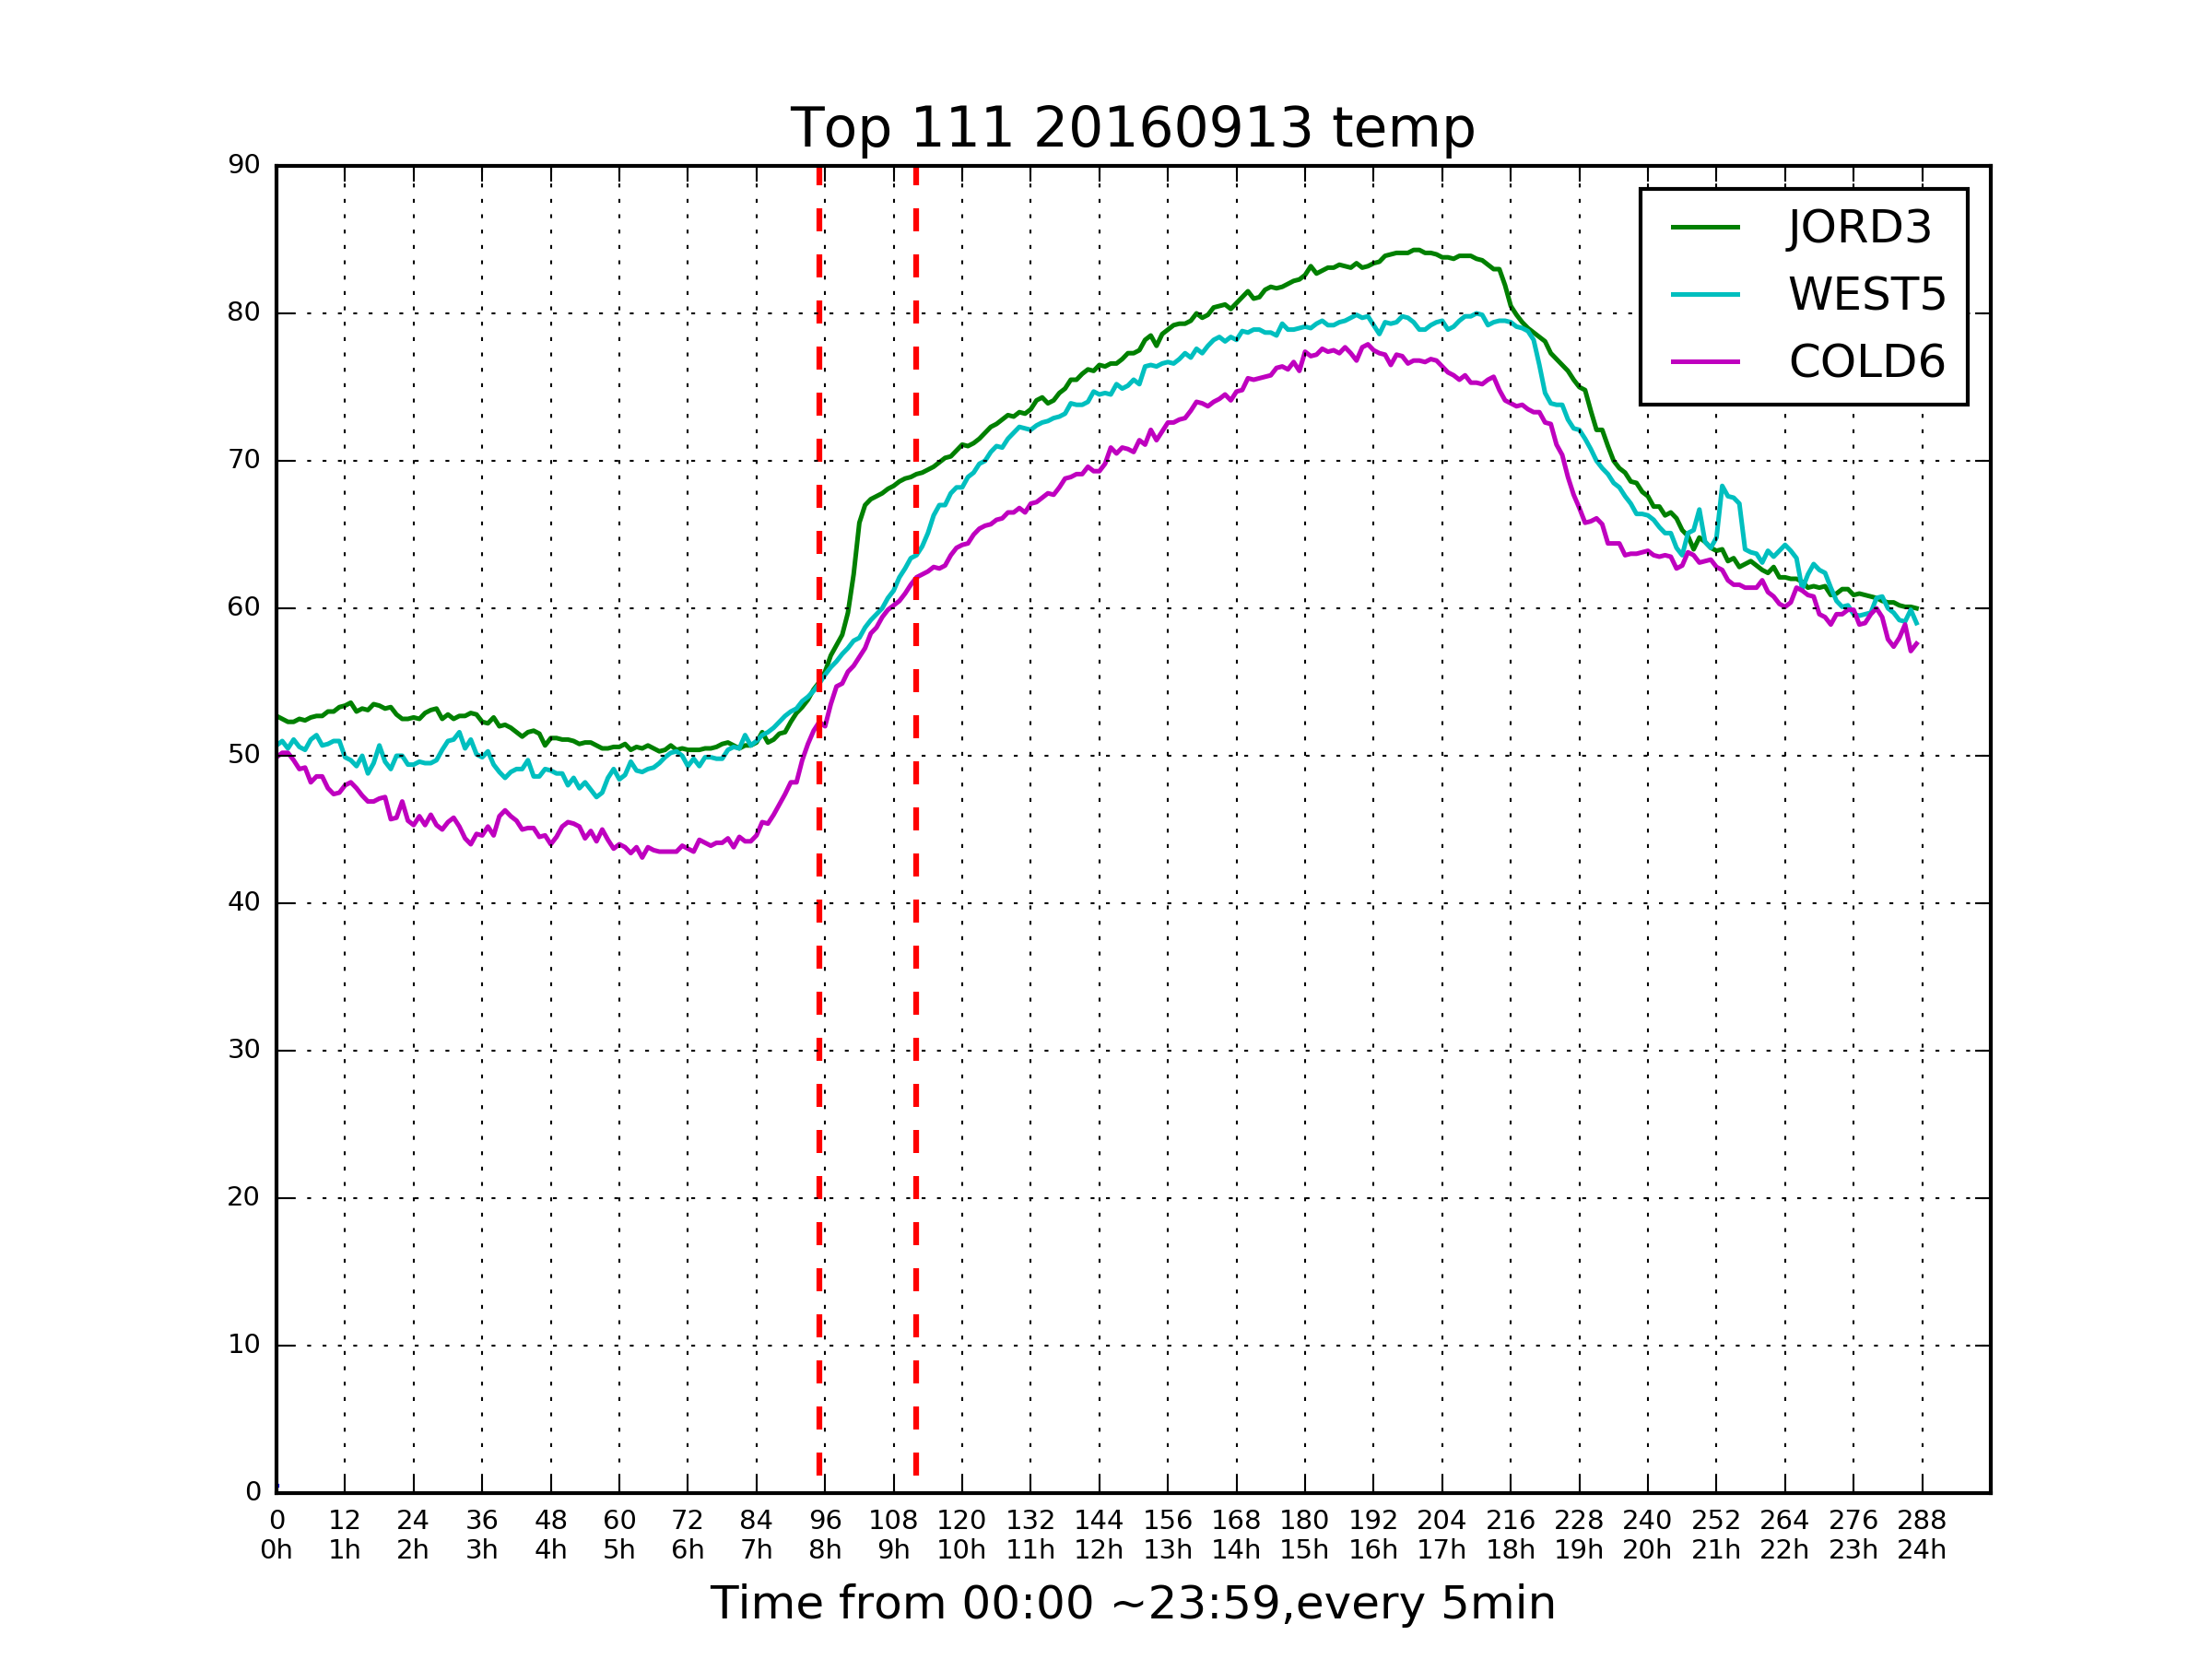 Top 111 20160913 temp
90
80
70
60
50
40
30
20
10
0
JORD3
WEST5
COLD6
0 12 24 36 48 60 72 84 96 108 120 132 144 156 168 180 192 204 216 228 240 252 264 276 288
0h 1h 2h 3h 4h 5h 6h 7h 8h 9h 10h 11h 12h 13h 14h 15h 16h 17h 18h 19h 20h 21h 22h 23h 24h
Time from 00:00 ~23:59,every 5min